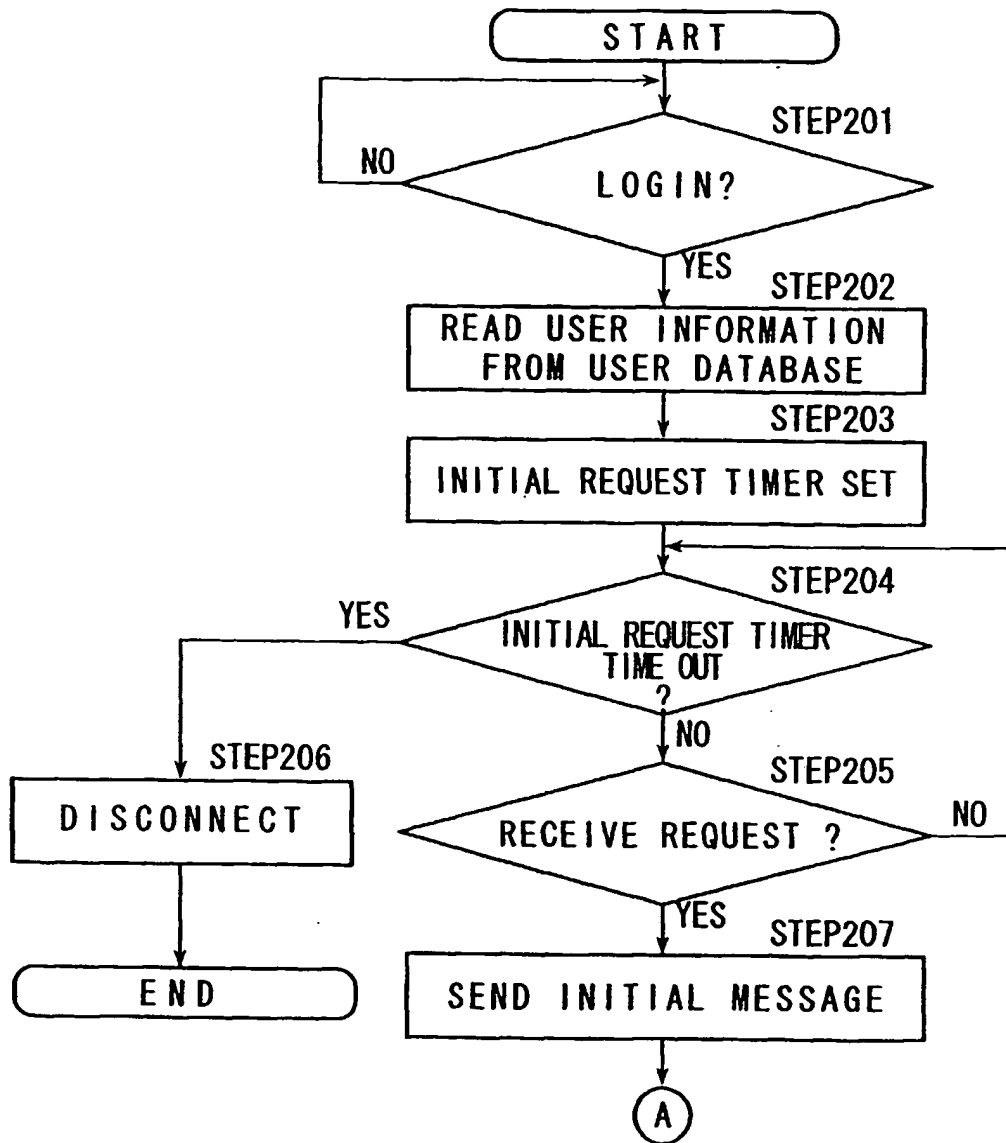 START
STEP201
NO
LOGIN?
YES
STEP202
READ USER INFORMATION
FROM USER DATABASE
STEP203
INITIAL REQUEST TIMER SET
STEP204
YES
INITIAL REQUEST TIMER
TIME OUT
?
NO
STEP206
DISCONNECT
STEP205
RECEIVE REQUEST ?
NO
YES
STEP207
END
SEND INITIAL MESSAGE
A